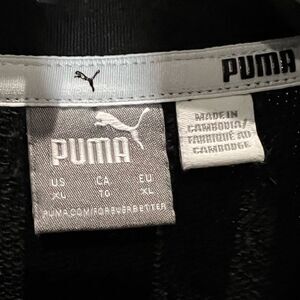 PUMA
PUMA
US CA EU
XL TG XL
PUMA.COM/FOREVERBETTER
MADE IN
CAMBODIA/
FABRIQUÉ AU
CAMBODGE